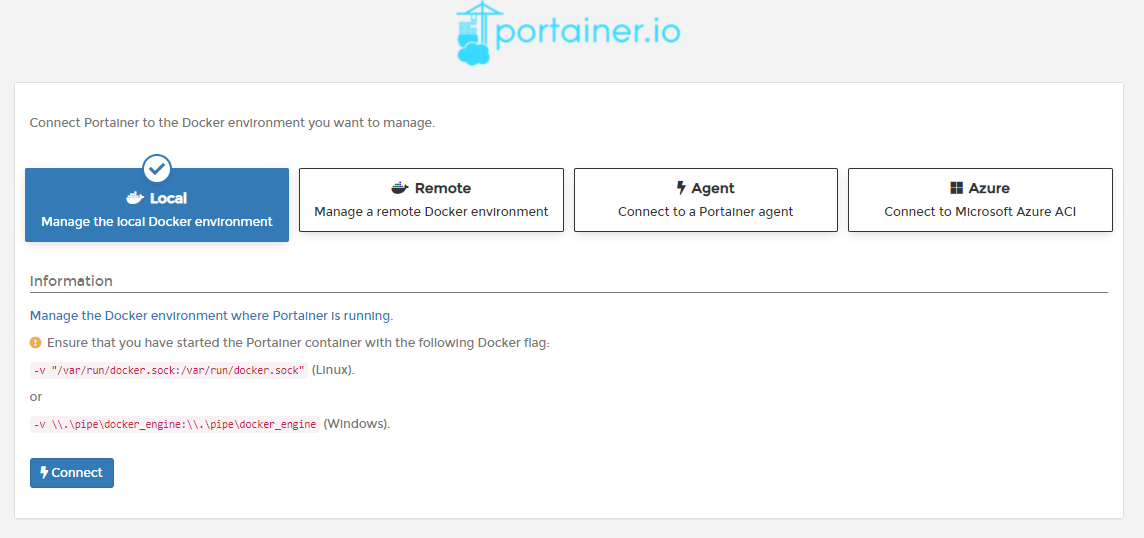 portainer.io
Connect Portainer to the Docker environment you want to manage.
Local
Manage the local Docker environment
Remote
Manage a remote Docker environment
Agent
Connect to a Portainer agent
Azure
Connect to Microsoft Azure ACI
Information
Manage the Docker environment where Portainer is running.
Ensure that you have started the Portainer container with the following Docker flag:
-v "/var/run/docker.sock:/var/run/docker.sock" (Linux).
or
-v \\.\pipe\docker_engine:\\.\pipe\docker_engine (Windows).
Connect